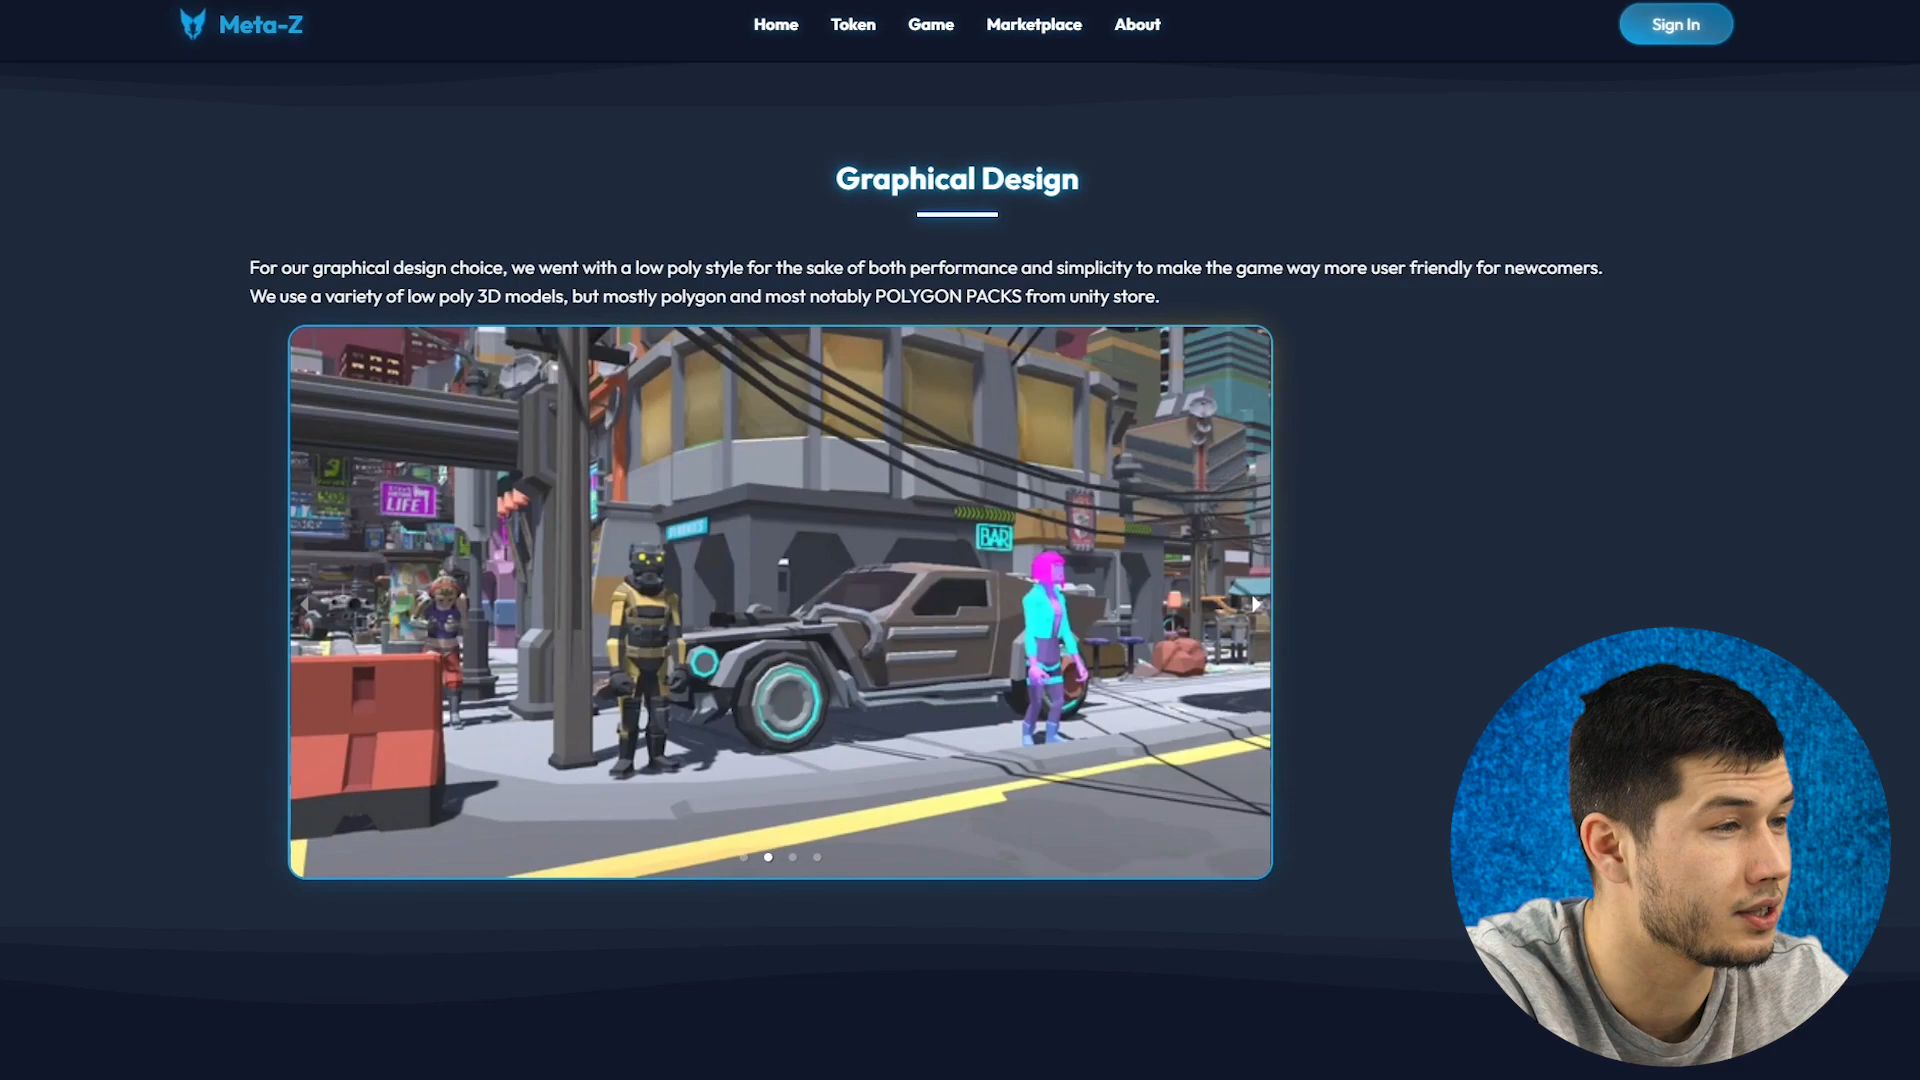 Meta-Z
Home
Token
Game
Marketplace
About
Sign In
Graphical Design
For our graphical design choice, we went with a low poly style for the sake of both performance and simplicity to make the game way more user friendly for newcomers.
We use a variety of low poly 3D models, but mostly polygon and most notably POLYGON PACKS from unity store.
LIFE
BAR